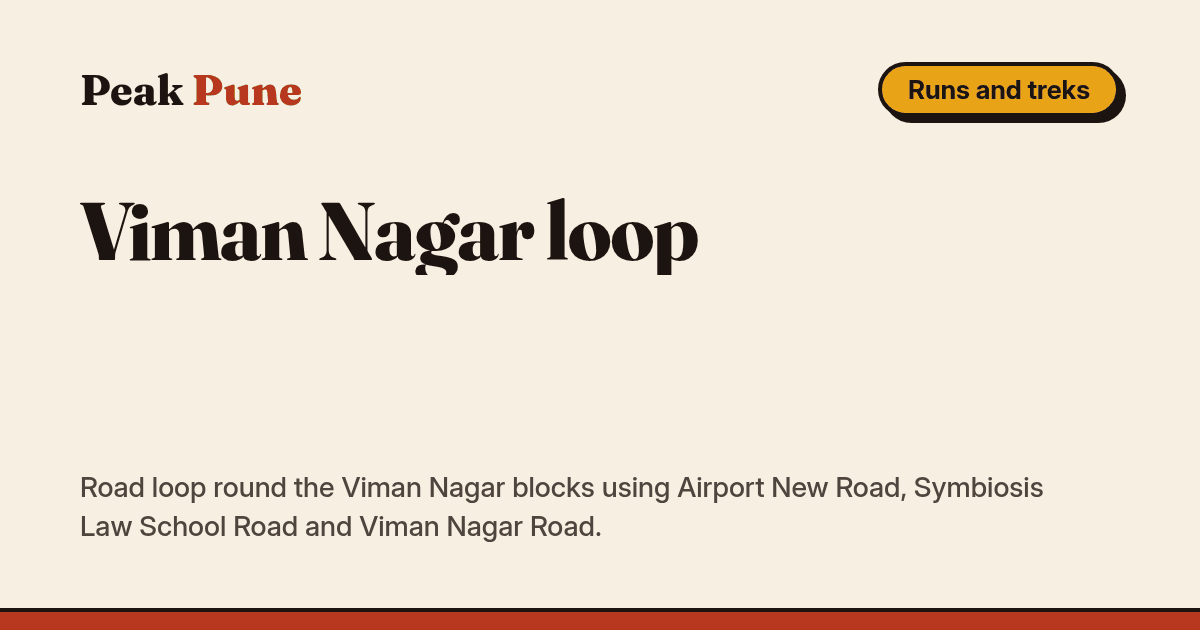 Peak Pune
Runs and treks
Viman Nagar loop
Road loop round the Viman Nagar blocks using Airport New Road, Symbiosis
Law School Road and Viman Nagar Road.